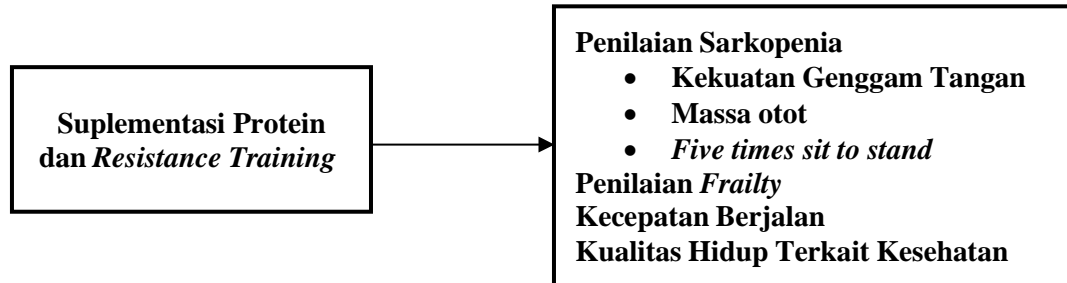 Suplementasi Protein
dan Resistance Training
Penilaian Sarkopenia
• Kekuatan Genggam Tangan
• Massa otot
• Five times sit to stand
Penilaian Frailty
Kecepatan Berjalan
Kualitas Hidup Terkait Kesehatan